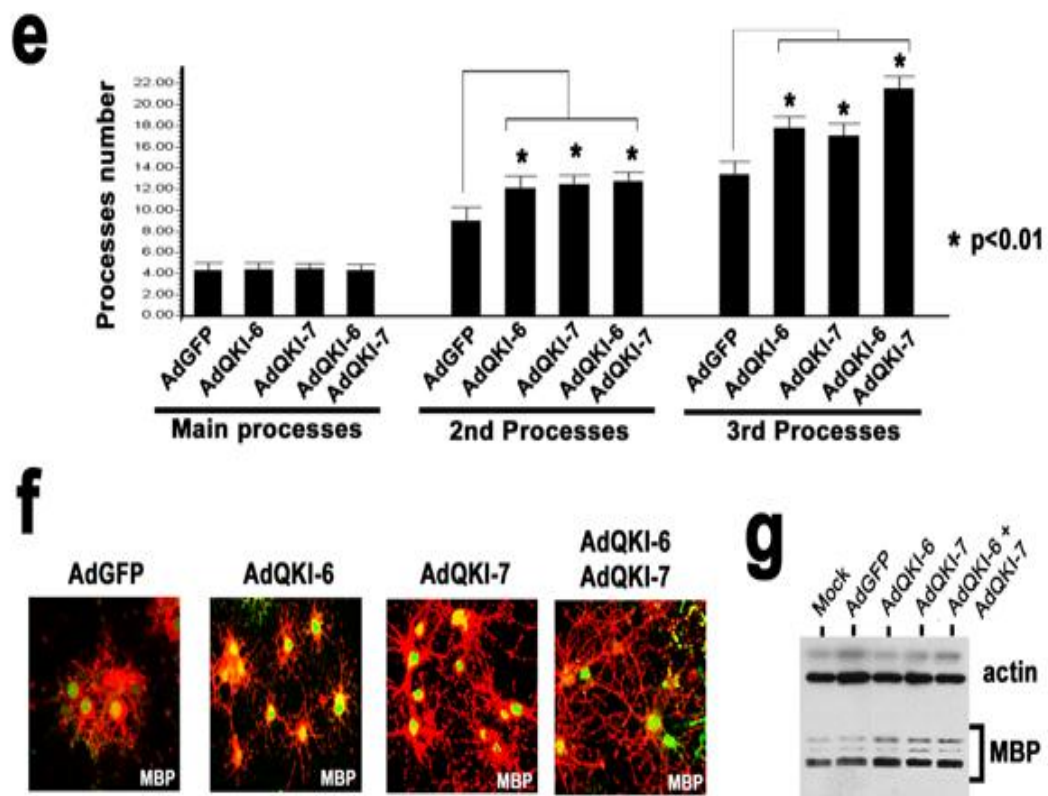 e
Processes number
22.00
20.00
18.00
16.00
14.00
12.00
10.00
8.00
6.00
4.00
2.00
0.00
* * * * * *
* p<0.01
AdGFP AdQKI-6 AdQKI-7 AdQKI-6 AdQKI-7
AdGFP AdQKI-6 AdQKI-7 AdQKI-6 AdQKI-7
AdGFP AdQKI-6 AdQKI-7 AdQKI-6 AdQKI-7
Main processes
2nd Processes
3rd Processes
f
AdGFP
AdQKI-6
AdQKI-7
AdQKI-6
AdQKI-7
MBP
MBP
MBP
MBP
g
Mock
AdGFP
AdQKI-6
AdQKI-7
AdQKI-6 +
AdQKI-7
actin
MBP